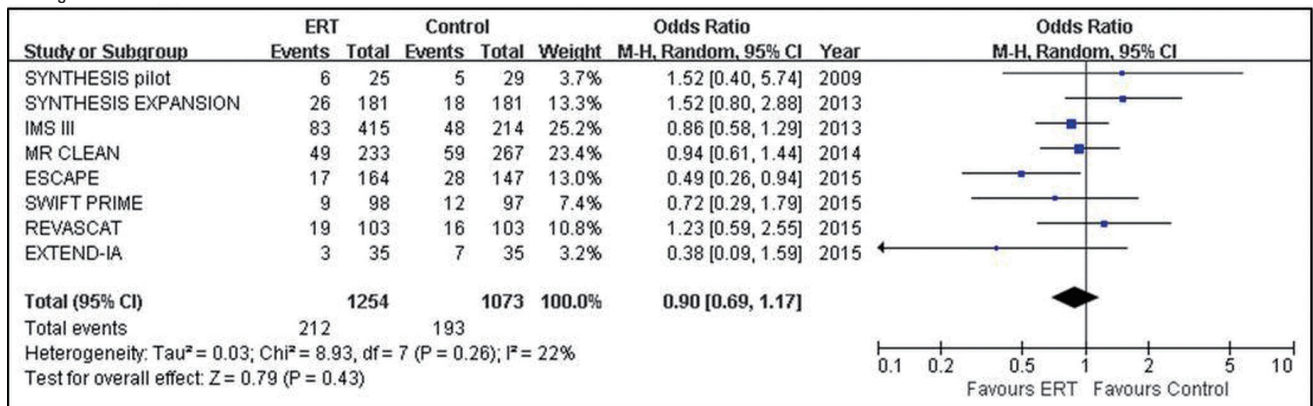 ERT Control Odds Ratio Odds Ratio
Study or Subgroup Events Total Events Total Weight M-H, Random, 95% CI Year M-H, Random, 95% CI
SYNTHESIS pilot 6 25 5 29 3.7% 1.52 [0.40, 5.74] 2009
SYNTHESIS EXPANSION 26 181 18 181 13.3% 1.52 [0.80, 2.88] 2013
IMS III 83 415 48 214 25.2% 0.86 [0.58, 1.29] 2013
MR CLEAN 49 233 59 267 23.4% 0.94 [0.61, 1.44] 2014
ESCAPE 17 164 28 147 13.0% 0.49 [0.26, 0.94] 2015
SWIFT PRIME 9 98 12 97 7.4% 0.72 [0.29, 1.79] 2015
REVASCAT 19 103 16 103 10.8% 1.23 [0.59, 2.55] 2015
EXTEND-IA 3 35 7 35 3.2% 0.38 [0.09, 1.59] 2015
Total (95% CI) 1254 1073 100.0% 0.90 [0.69, 1.17]
Total events 212 193
Heterogeneity: Tau² = 0.03; Chi² = 8.93, df = 7 (P = 0.26); I² = 22%
Test for overall effect: Z = 0.79 (P = 0.43)
0.1 0.2 0.5 1 2 5 10
Favours ERT Favours Control